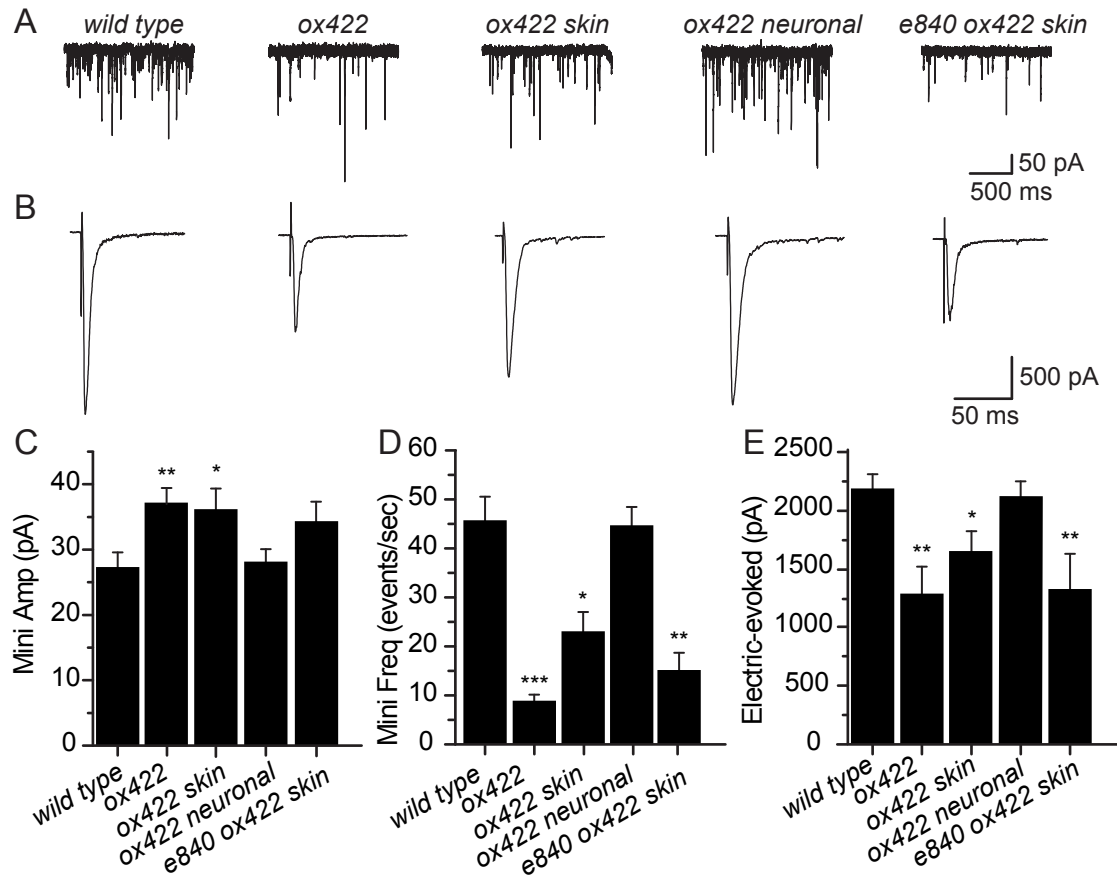 A
wild type
ox422
ox422 skin
ox422 neuronal
e840 ox422 skin
50 pA
500 ms
B
500 pA
50 ms
C
Mini Amp (pA)
40
30
20
10
0
**
*
wild type
ox422
ox422 skin
ox422 neuronal
e840 ox422 skin
D
Mini Freq (events/sec)
60
50
40
30
20
10
0
***
*
**
wild type
ox422
ox422 skin
ox422 neuronal
e840 ox422 skin
E
Electric-evoked (pA)
2500
2000
1500
1000
500
0
**
*
**
wild type
ox422
ox422 skin
ox422 neuronal
e840 ox422 skin